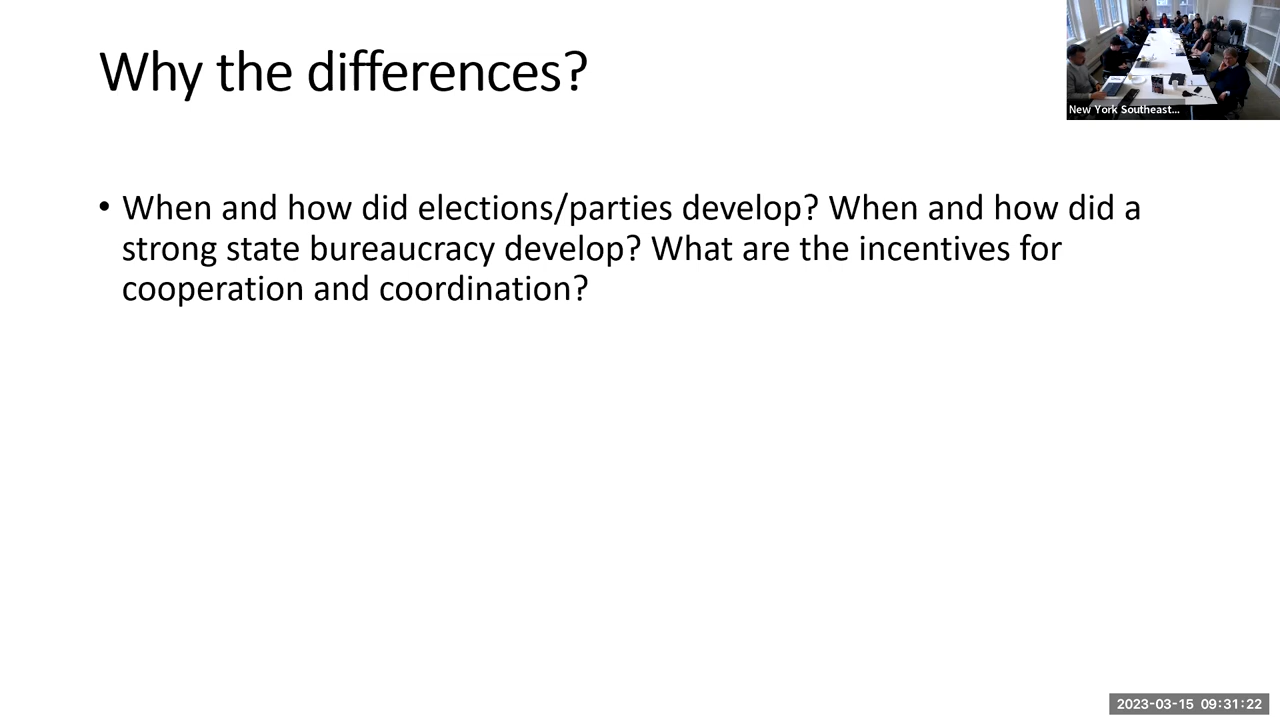 Why the differences?
New York Southeast...
• When and how did elections/parties develop? When and how did a
strong state bureaucracy develop? What are the incentives for
cooperation and coordination?
2023-03-15 09:31:22